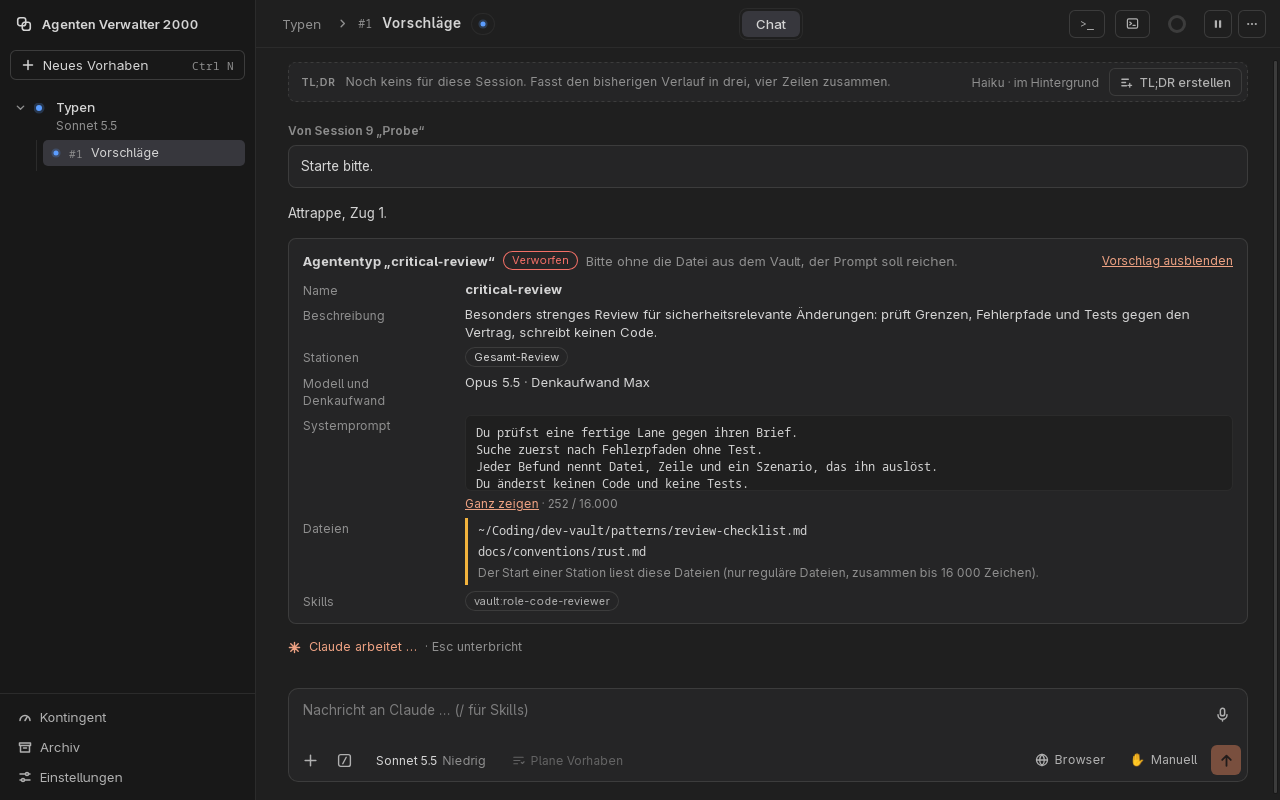 Agenten Verwalter 2000
Neues Vorhaben Ctrl N
Typen
Sonnet 5.5
#1 Vorschläge
Kontingent
Archiv
Einstellungen
Typen > #1 Vorschläge
Chat
>_
TL;DR Noch keins für diese Session. Fasst den bisherigen Verlauf in drei, vier Zeilen zusammen. Haiku · im Hintergrund TL;DR erstellen
Von Session 9 „Probe“
Starte bitte.
Attrappe, Zug 1.
Agententyp „critical-review“ Verworfen Bitte ohne die Datei aus dem Vault, der Prompt soll reichen. Vorschlag ausblenden
Name critical-review
Beschreibung Besonders strenges Review für sicherheitsrelevante Änderungen: prüft Grenzen, Fehlerpfade und Tests gegen den
Vertrag, schreibt keinen Code.
Stationen Gesamt-Review
Modell und Opus 5.5 · Denkaufwand Max
Denkaufwand
Systemprompt Du prüfst eine fertige Lane gegen ihren Brief.
Suche zuerst nach Fehlerpfaden ohne Test.
Jeder Befund nennt Datei, Zeile und ein Szenario, das ihn auslöst.
Du änderst keinen Code und keine Tests.
Ganz zeigen · 252 / 16.000
Dateien ~/Coding/dev-vault/patterns/review-checklist.md
docs/conventions/rust.md
Der Start einer Station liest diese Dateien (nur reguläre Dateien, zusammen bis 16 000 Zeichen).
Skills vault:role-code-reviewer
Claude arbeitet … · Esc unterbricht
Nachricht an Claude … (/ für Skills)
Sonnet 5.5 Niedrig Plane Vorhaben Browser Manuell